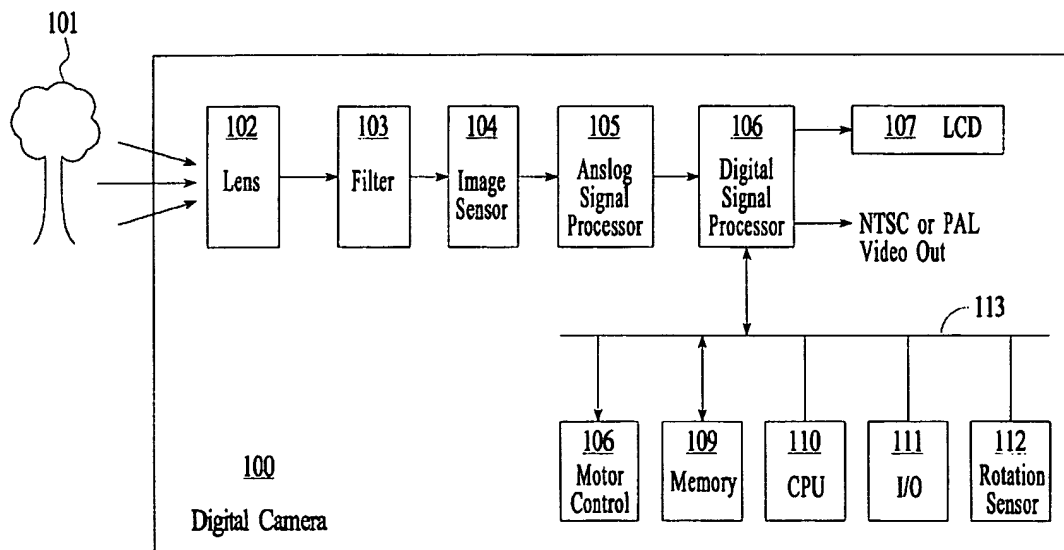 101
102
Lens
103
Filter
104
Image
Sensor
105
Anslog
Signal
Processor
106
Digital
Signal
Processor
107 LCD
NTSC or PAL
Video Out
113
106
Motor
Control
109
Memory
110
CPU
111
I/O
112
Rotation
Sensor
100
Digital Camera